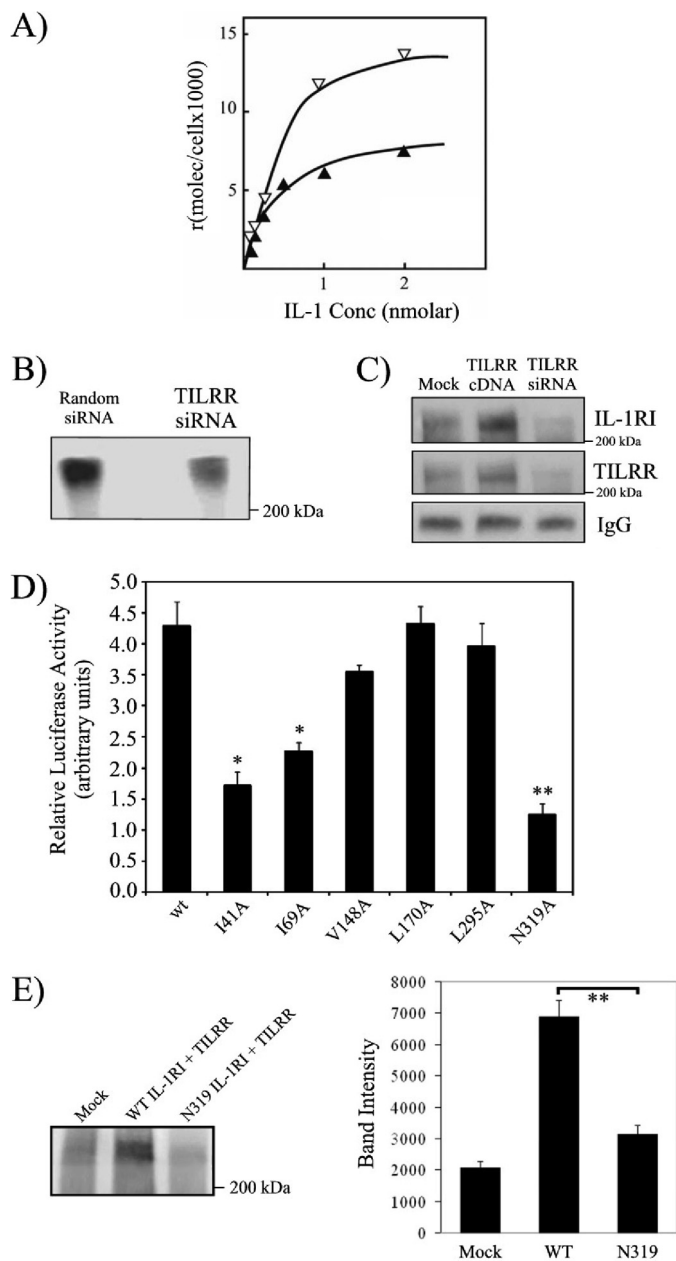 A)
r(molec/cellx1000)
15
10
5
1
2
IL-1 Conc (nmolar)
B)
Random
siRNA
TILRR
siRNA
200 kDa
C)
Mock
TILRR
cDNA
TILRR
siRNA
IL-1RI
200 kDa
TILRR
200 kDa
IgG
D)
Relative Luciferase Activity
(arbitrary units)
5.0
4.5
4.0
3.5
3.0
2.5
2.0
1.5
1.0
0.5
0.0
*
*
**
wt
I41A
I69A
V148A
L170A
L295A
N319A
E)
Mock
WT IL-1RI + TILRR
N319 IL-1RI + TILRR
200 kDa
Band Intensity
8000
7000
6000
5000
4000
3000
2000
1000
0
**
Mock
WT
N319